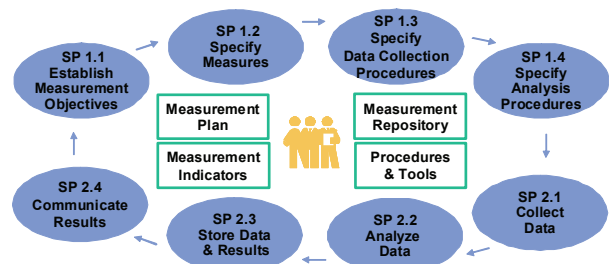 SP 1.1
Establish
Measurement
Objectives
SP 1.2
Specify
Measures
SP 1.3
Specify
Data Collection
Procedures
SP 1.4
Specify
Analysis
Procedures
Measurement
Plan
Measurement
Repository
Measurement
Indicators
Procedures
& Tools
SP 2.4
Communicate
Results
SP 2.3
Store Data
& Results
SP 2.2
Analyze
Data
SP 2.1
Collect
Data